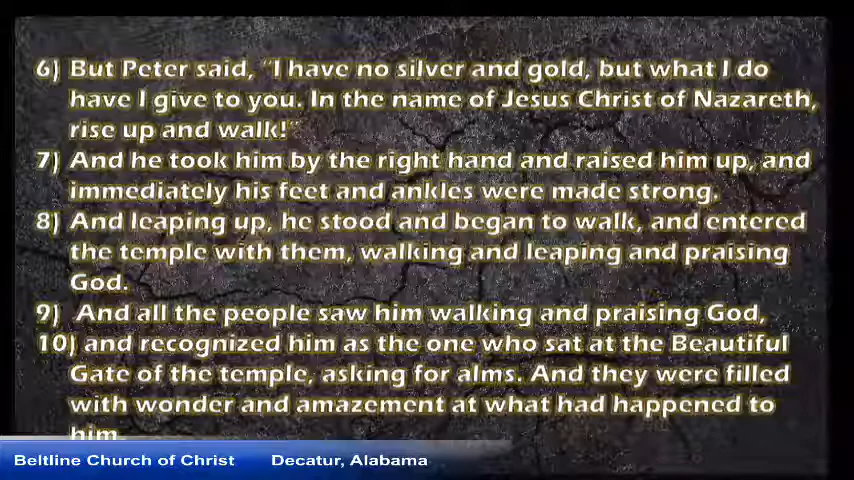 6) But Peter said, “I have no silver and gold, but what I do
have I give to you. In the name of Jesus Christ of Nazareth,
rise up and walk!”
7) And he took him by the right hand and raised him up, and
immediately his feet and ankles were made strong.
8) And leaping up, he stood and began to walk, and entered
the temple with them, walking and leaping and praising
God.
9) And all the people saw him walking and praising God,
10) and recognized him as the one who sat at the Beautiful
Gate of the temple, asking for alms. And they were filled
with wonder and amazement at what had happened to
him
Beltline Church of Christ Decatur, Alabama